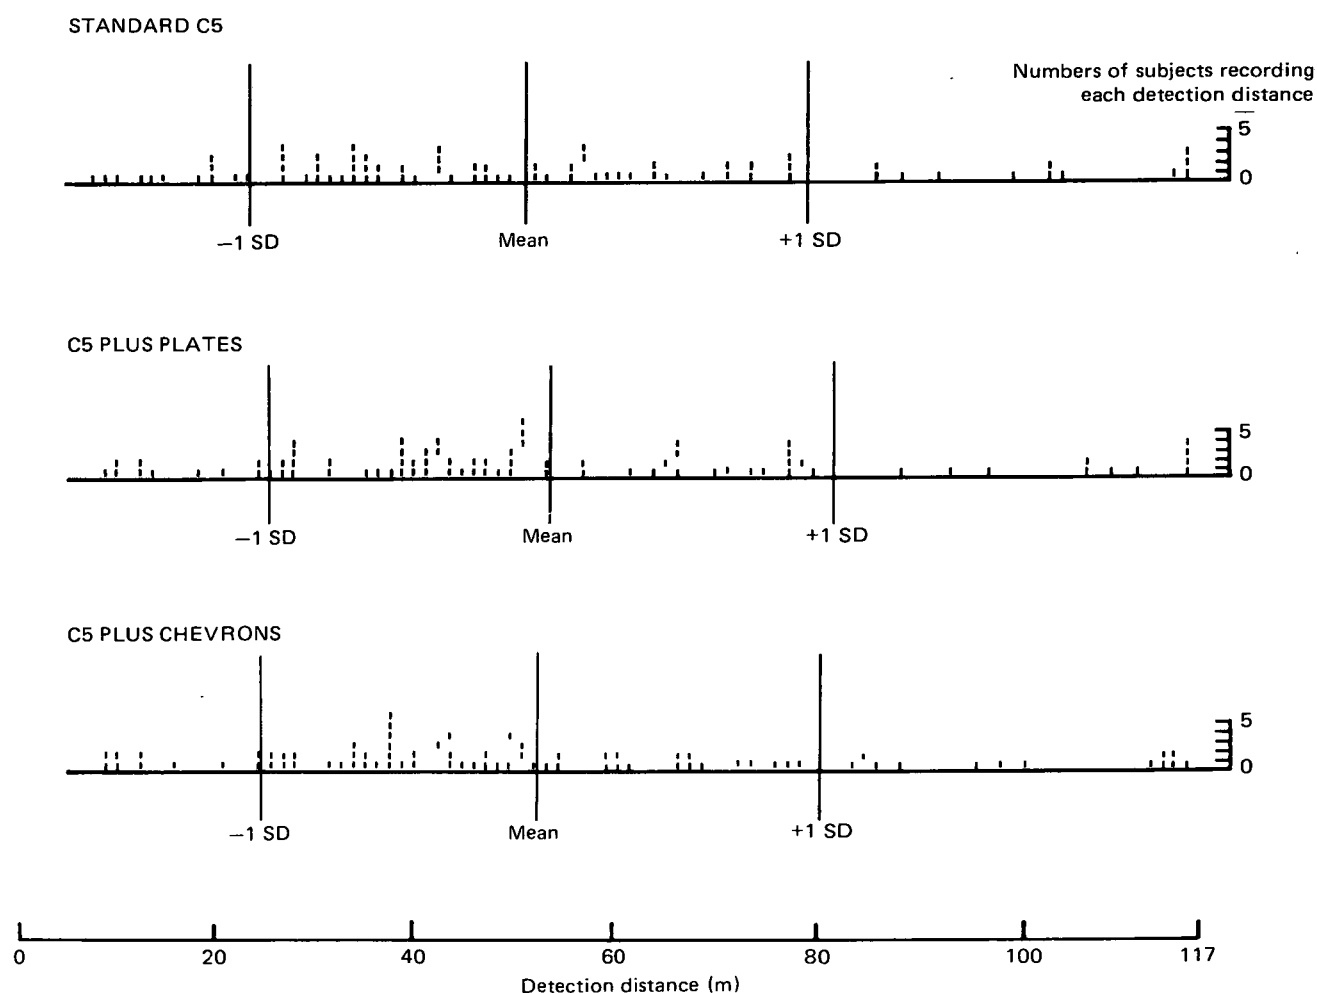 STANDARD C5
Numbers of subjects recording
each detection distance
5
0
−1 SD
Mean
+1 SD
C5 PLUS PLATES
5
0
−1 SD
Mean
+1 SD
C5 PLUS CHEVRONS
5
0
−1 SD
Mean
+1 SD
0
20
40
60
80
100
117
Detection distance (m)